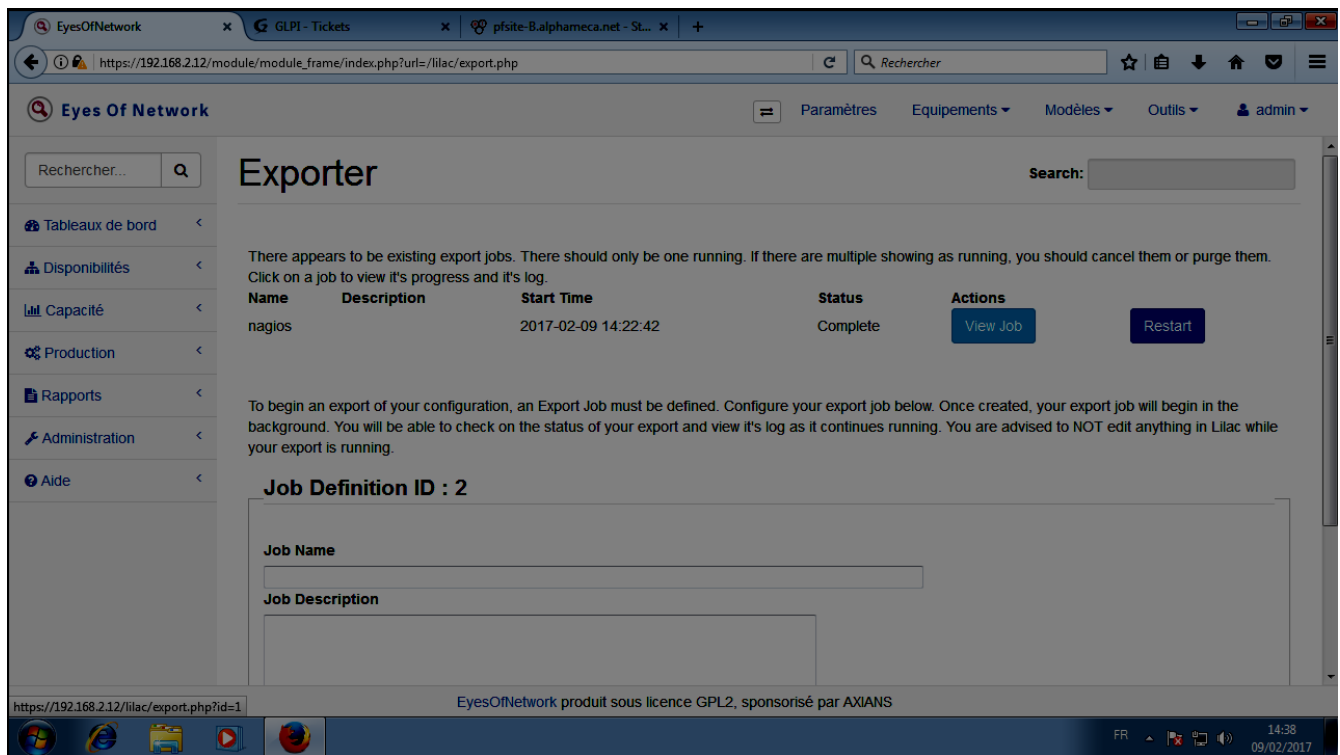 EyesOfNetwork
GLPI - Tickets
pfsite-B.alphameca.net - St...
https://192.168.2.12/module/module_frame/index.php?url=/lilac/export.php
Rechercher
Eyes Of Network
Paramètres
Equipements
Modèles
Outils
admin
Rechercher...
Exporter
Search:
Tableaux de bord
Disponibilités
Capacité
Production
Rapports
Administration
Aide
There appears to be existing export jobs. There should only be one running. If there are multiple showing as running, you should cancel them or purge them.
Click on a job to view it's progress and it's log.
Name Description Start Time Status Actions
nagios 2017-02-09 14:22:42 Complete View Job Restart
To begin an export of your configuration, an Export Job must be defined. Configure your export job below. Once created, your export job will begin in the
background. You will be able to check on the status of your export and view it's log as it continues running. You are advised to NOT edit anything in Lilac while
your export is running.
Job Definition ID : 2
Job Name
Job Description
https://192.168.2.12/lilac/export.php?id=1
EyesOfNetwork produit sous licence GPL2, sponsorisé par AXIANS
FR
14:38
09/02/2017